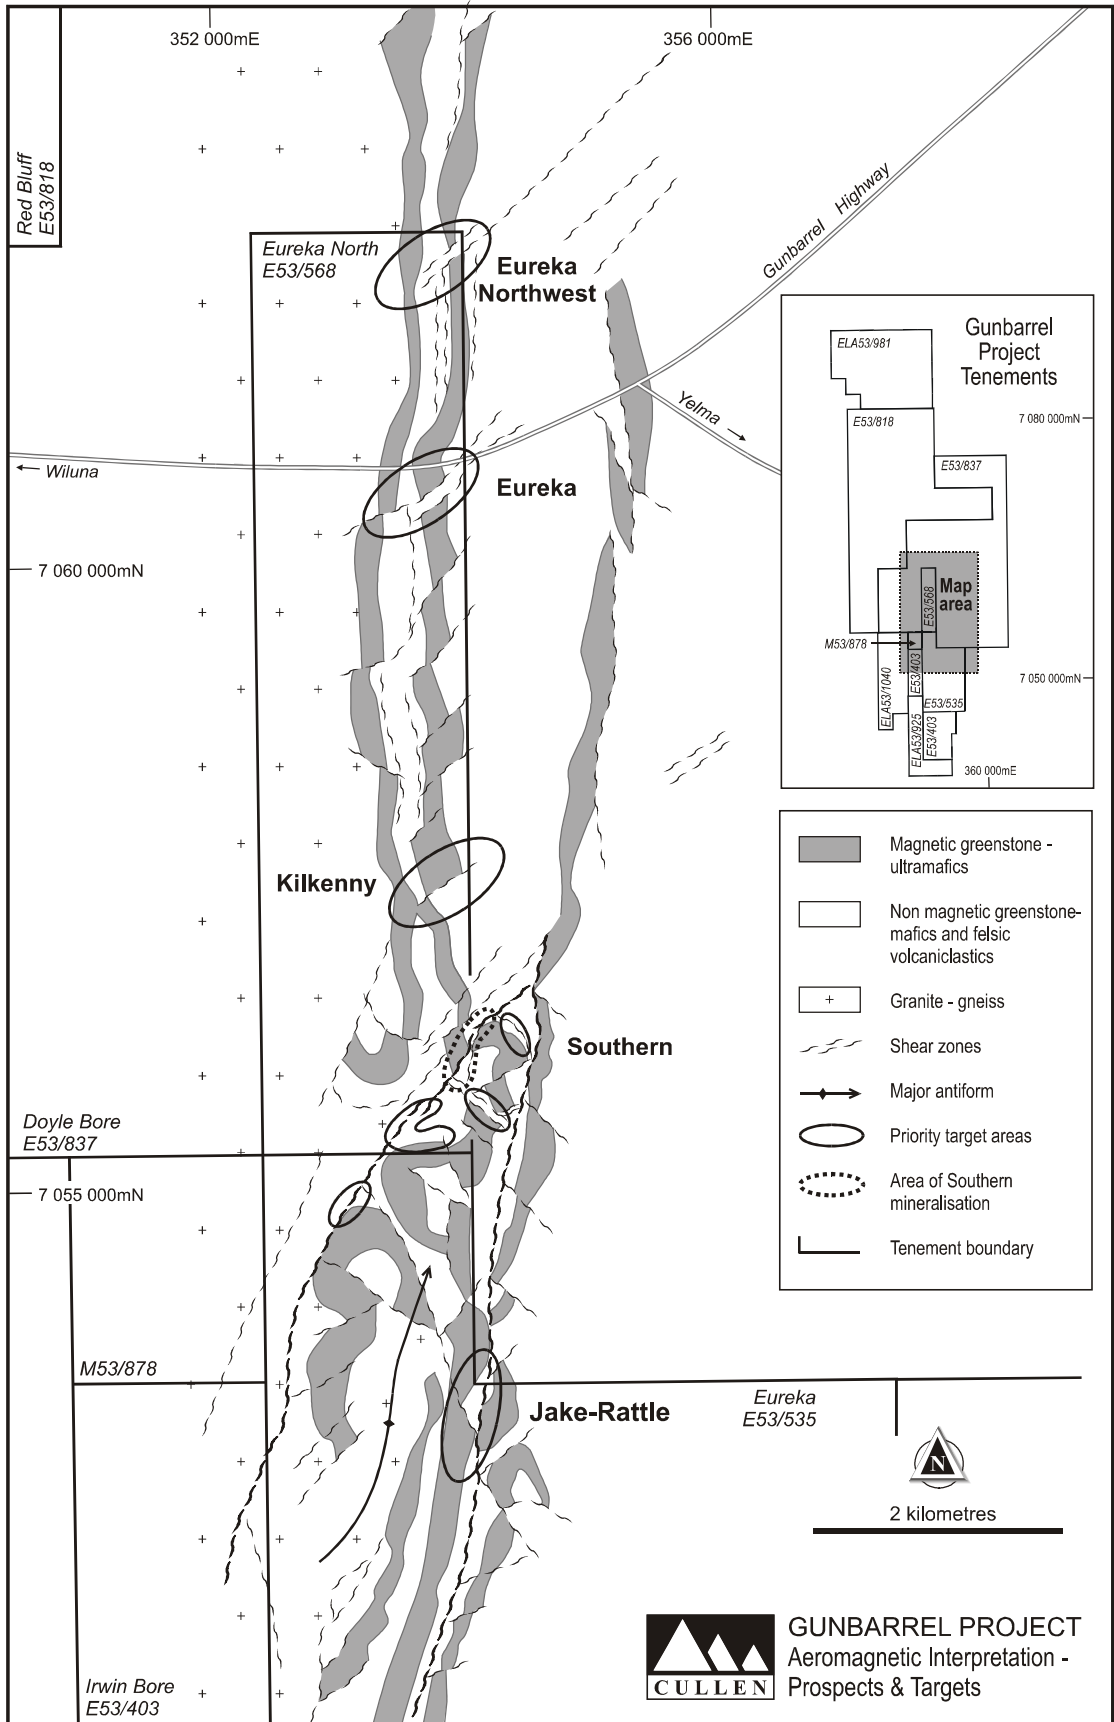 352 000mE
356 000mE
Red Bluff
E53/818
Gunbarrel Highway
Eureka North
E53/568
Eureka
Northwest
Gunbarrel
Project
Tenements
ELA53/981
7 080 000mN
E53/818
E53/837
Yelma
Wiluna
Eureka
7 060 000mN
Map
area
E53/568
M53/878
E53/403
7 050 000mN
ELA53/1040
E53/535
ELA53/925
E53/403
360 000mE
Magnetic greenstone -
ultramafics
Kilkenny
Non magnetic greenstone-
mafics and felsic
volcaniclastics
Granite - gneiss
Southern
Shear zones
Major antiform
Doyle Bore
E53/837
Priority target areas
Area of Southern
mineralisation
7 055 000mN
Tenement boundary
M53/878
Eureka
E53/535
Jake-Rattle
N
2 kilometres
CULLEN
GUNBARREL PROJECT
Aeromagnetic Interpretation -
Prospects & Targets
Irwin Bore
E53/403